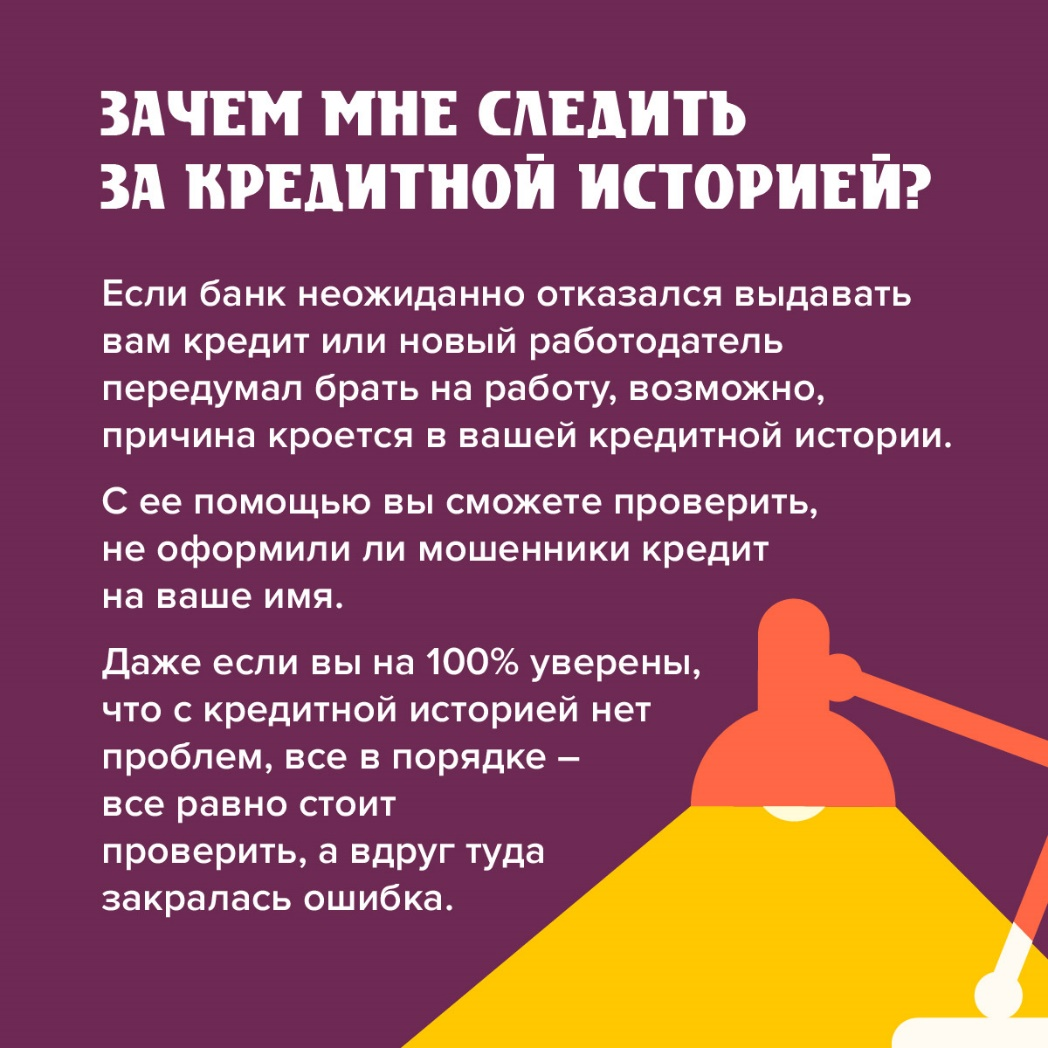 ЗАЧЕМ МНЕ СЛЕДИТЬ
ЗА КРЕДИТНОЙ ИСТОРИЕЙ?
Если банк неожиданно отказался выдавать
вам кредит или новый работодатель
передумал брать на работу, возможно,
причина кроется в вашей кредитной истории.
С ее помощью вы сможете проверить,
не оформили ли мошенники кредит
на ваше имя.
Даже если вы на 100% уверены,
что с кредитной историей нет
проблем, все в порядке –
все равно стоит
проверить, а вдруг туда
закралась ошибка.